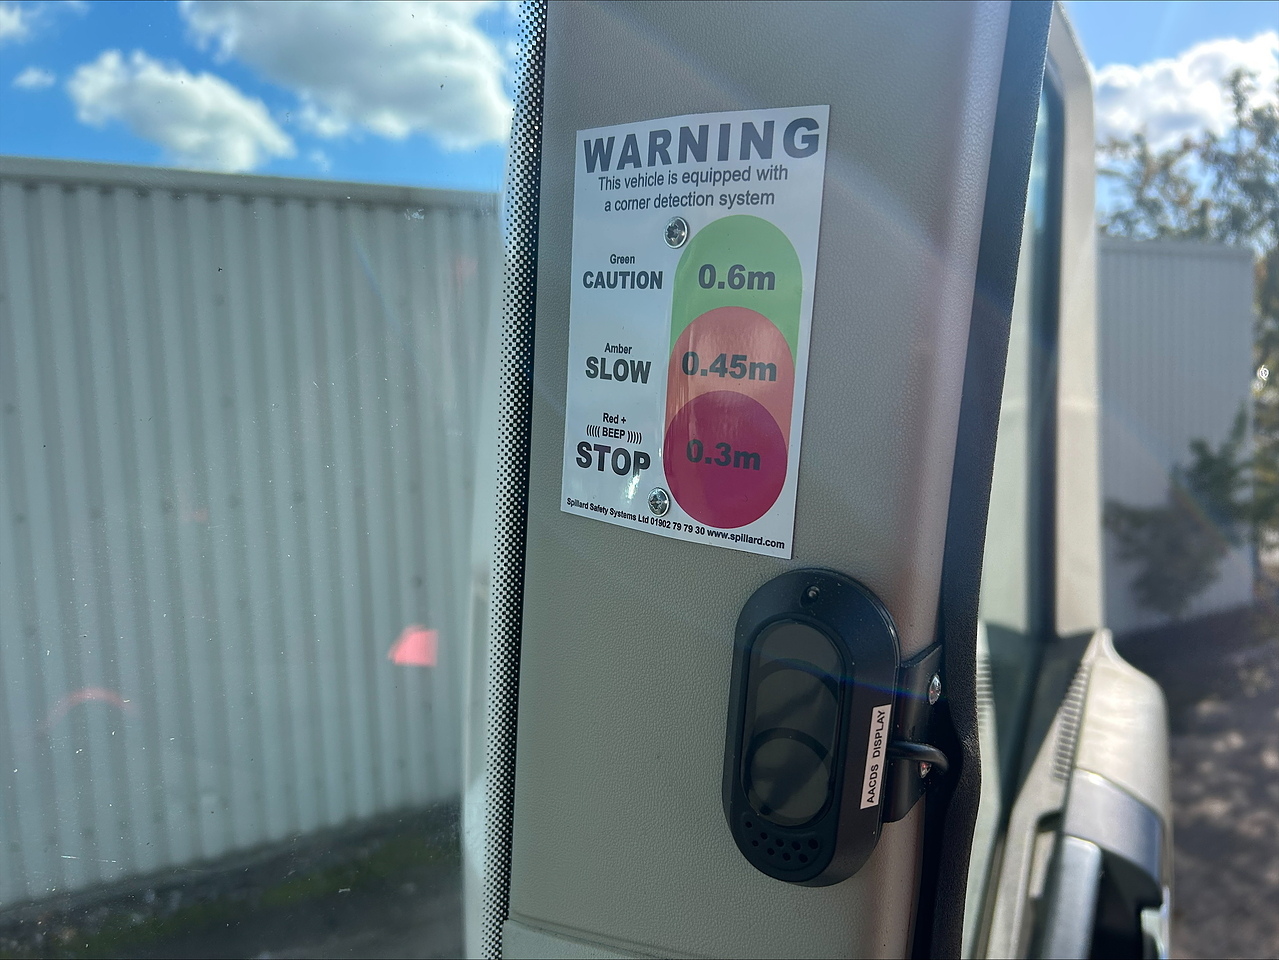 WARNING
This vehicle is equipped with
a corner detection system
Green
CAUTION
0.6m
Amber
SLOW
0.45m
Red +
((((( BEEP )))))
STOP
0.3m
Spillard Safety Systems Ltd 01902 79 79 30 www.spillard.com
AACDS DISPLAY